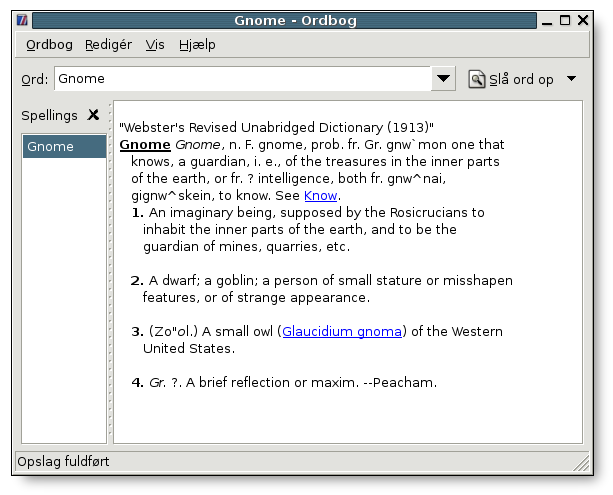 Gnome - Ordbog
Ordbog Redigér Vis Hjælp
Ord: Gnome Slå ord op
Spellings
Gnome
"Webster's Revised Unabridged Dictionary (1913)"
Gnome Gnome, n. F. gnome, prob. fr. Gr. gnw`mon one that
knows, a guardian, i. e., of the treasures in the inner parts
of the earth, or fr. ? intelligence, both fr. gnw^nai,
gignw^skein, to know. See Know.
1. An imaginary being, supposed by the Rosicrucians to
inhabit the inner parts of the earth, and to be the
guardian of mines, quarries, etc.
2. A dwarf; a goblin; a person of small stature or misshapen
features, or of strange appearance.
3. (Zo"ol.) A small owl (Glaucidium gnoma) of the Western
United States.
4. Gr. ?. A brief reflection or maxim. --Peacham.
Opslag fuldført